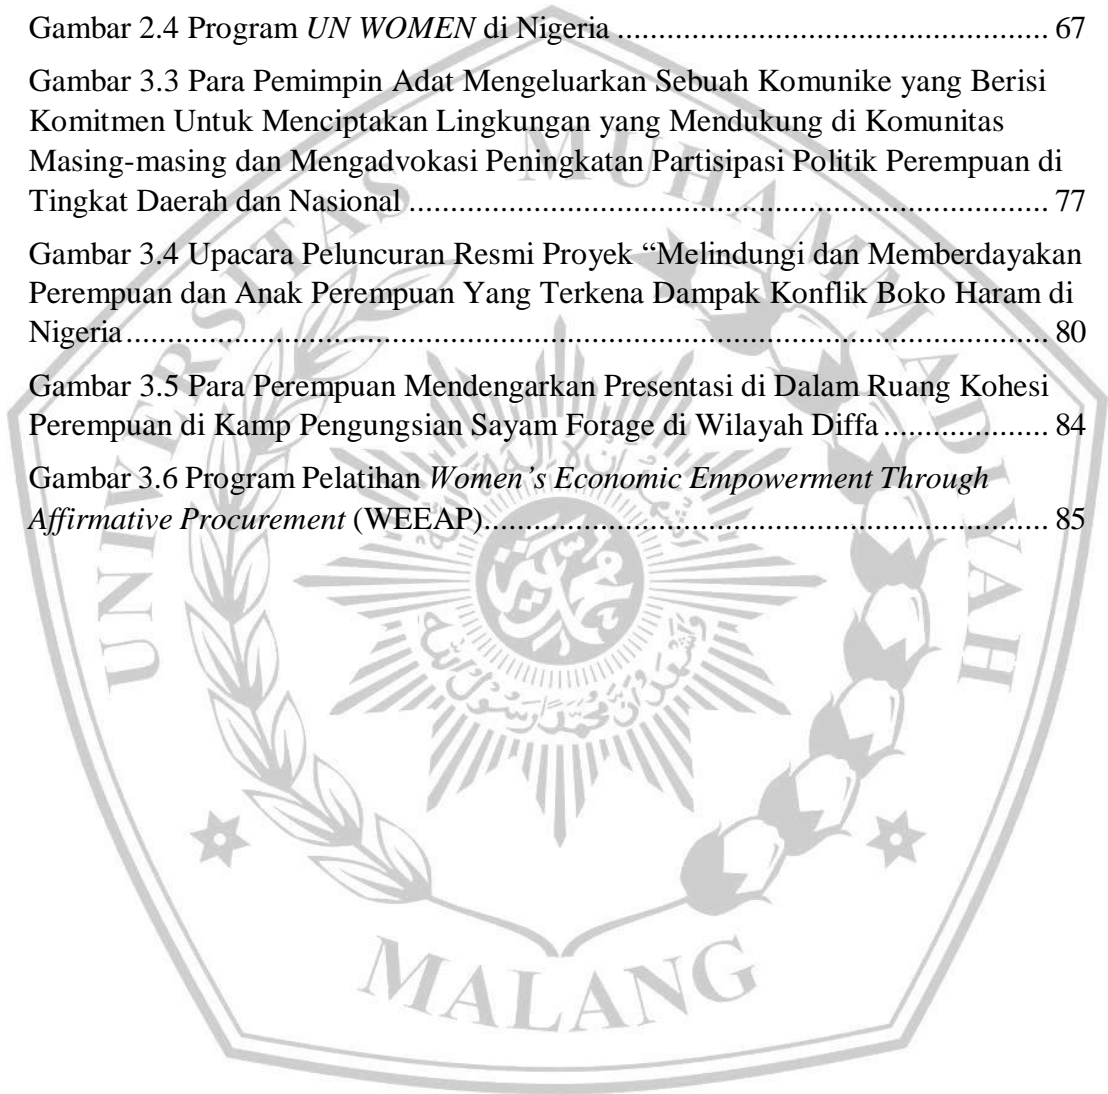 Gambar 2.4 Program UN WOMEN di Nigeria .................................................... 67
Gambar 3.3 Para Pemimpin Adat Mengeluarkan Sebuah Komunike yang Berisi
Komitmen Untuk Menciptakan Lingkungan yang Mendukung di Komunitas
Masing-masing dan Mengadvokasi Peningkatan Partisipasi Politik Perempuan di
Tingkat Daerah dan Nasional ............................................................................. 77
Gambar 3.4 Upacara Peluncuran Resmi Proyek “Melindungi dan Memberdayakan
Perempuan dan Anak Perempuan Yang Terkena Dampak Konflik Boko Haram di
Nigeria............................................................................................................... 80
Gambar 3.5 Para Perempuan Mendengarkan Presentasi di Dalam Ruang Kohesi
Perempuan di Kamp Pengungsian Sayam Forage di Wilayah Diffa .................... 84
Gambar 3.6 Program Pelatihan Women’s Economic Empowerment Through
Affirmative Procurement (WEEAP).................................................................... 85
UNIVERSITAS MUHAMMADIYAH
MALANG